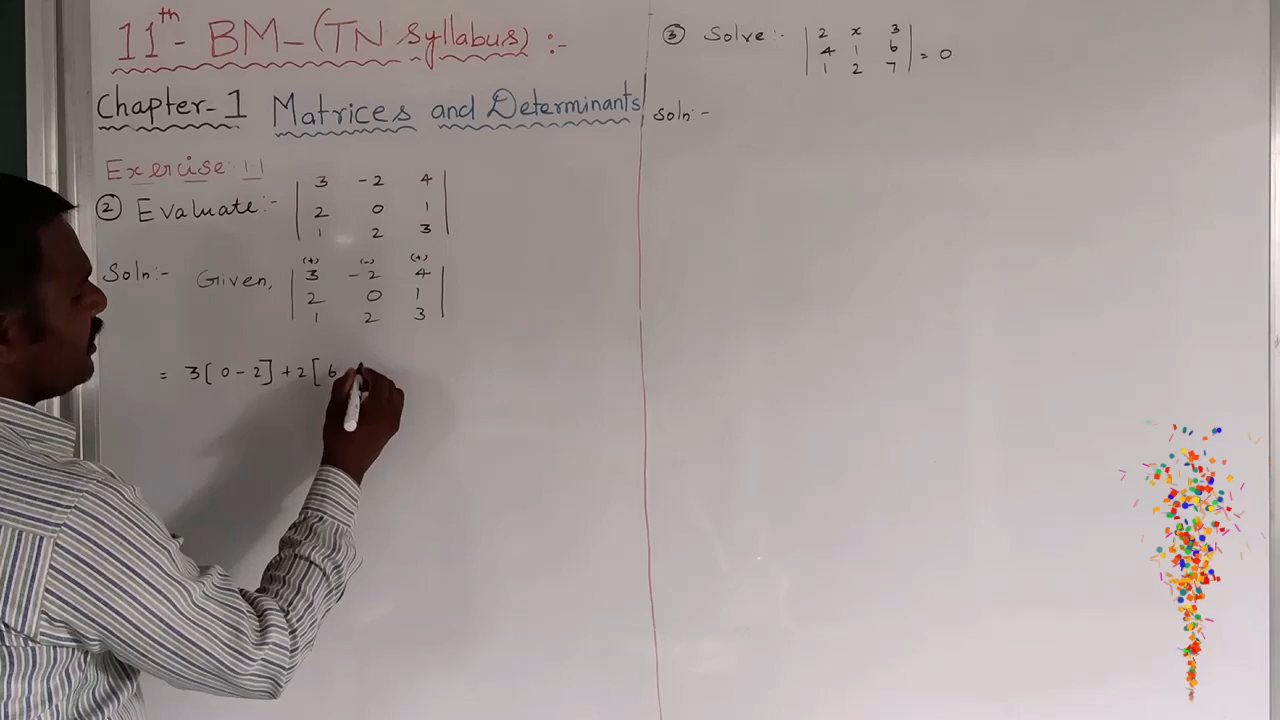 11th - BM - (TN Syllabus) :-
Chapter - 1 Matrices and Determinants
Exercise 1.1
② Evaluate :- | 3 -2 4 |
| 2 0 1 |
| 1 2 3 |
(+) (-) (+)
Soln:- Given, | 3 -2 4 |
| 2 0 1 |
| 1 2 3 |
= 3[ 0 - 2] + 2[ 6
③ Solve :- | 2 x 3 |
| 4 1 6 | = 0
| 1 2 7 |
Soln:-